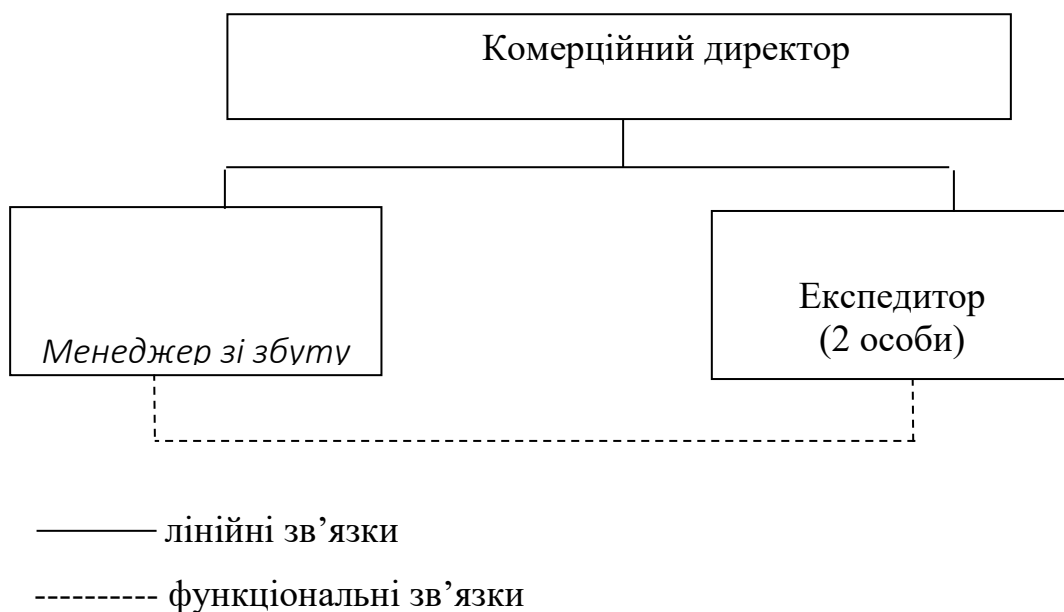 Комерційний директор
Менеджер зі збуту
Експедитор
(2 особи)
лінійні зв’язки
функціональні зв’язки